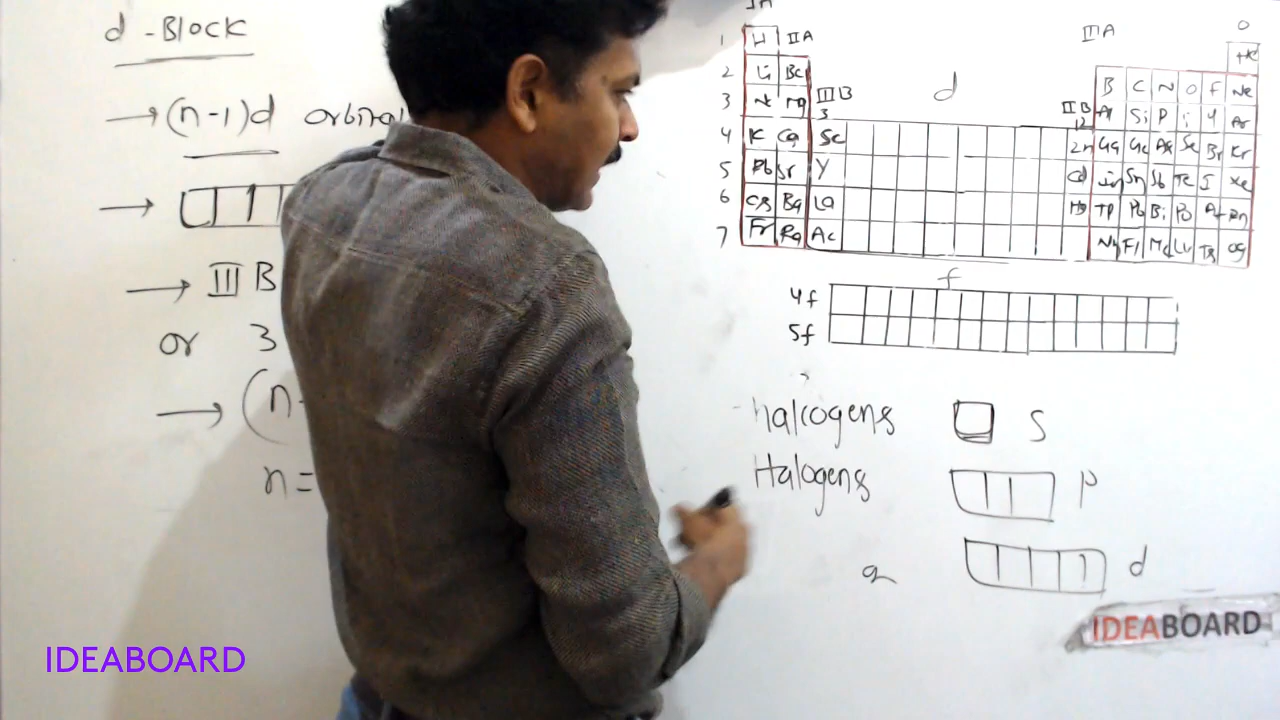 d - Block
→ (n-1)d orbital
→ III B
or 3
→ (n-
n =
IA
0
1 H IIA IIIA He
2 Li Be d B C N O F Ne
3 Na Mg IIIB IIB Al Si P Ar
3 12
4 K Ca Sc Zn Ga Ge As Se Br Kr
5 Rb Sr Y Cd In Sn Sb Te I Xe
6 Cs Ba La Hg Tl Pb Bi Po At Rn
7 Fr Ra Ac Nh Fl Mc Lv Ts Og
f
4f
5f
halcogens S
Halogens P
d
IDEABOARD
IDEABOARD